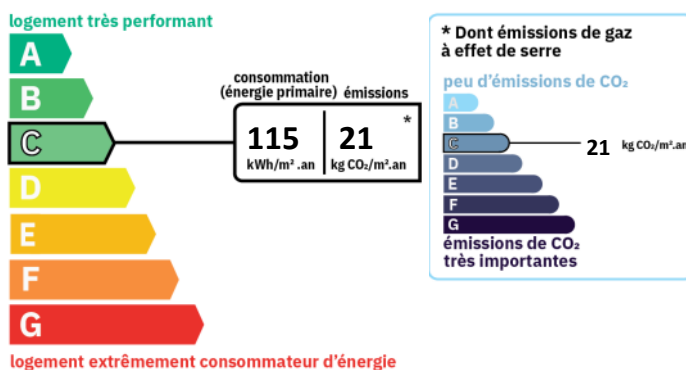 logement très performant
A
B
C
D
E
F
G
logement extrêmement consommateur d'énergie
consommation
(énergie primaire) émissions
115 21 *
kWh/m² .an kg CO₂/m².an
* Dont émissions de gaz
à effet de serre
peu d'émissions de CO₂
A
B
C 21 kg CO₂/m².an
D
E
F
G
émissions de CO₂
très importantes